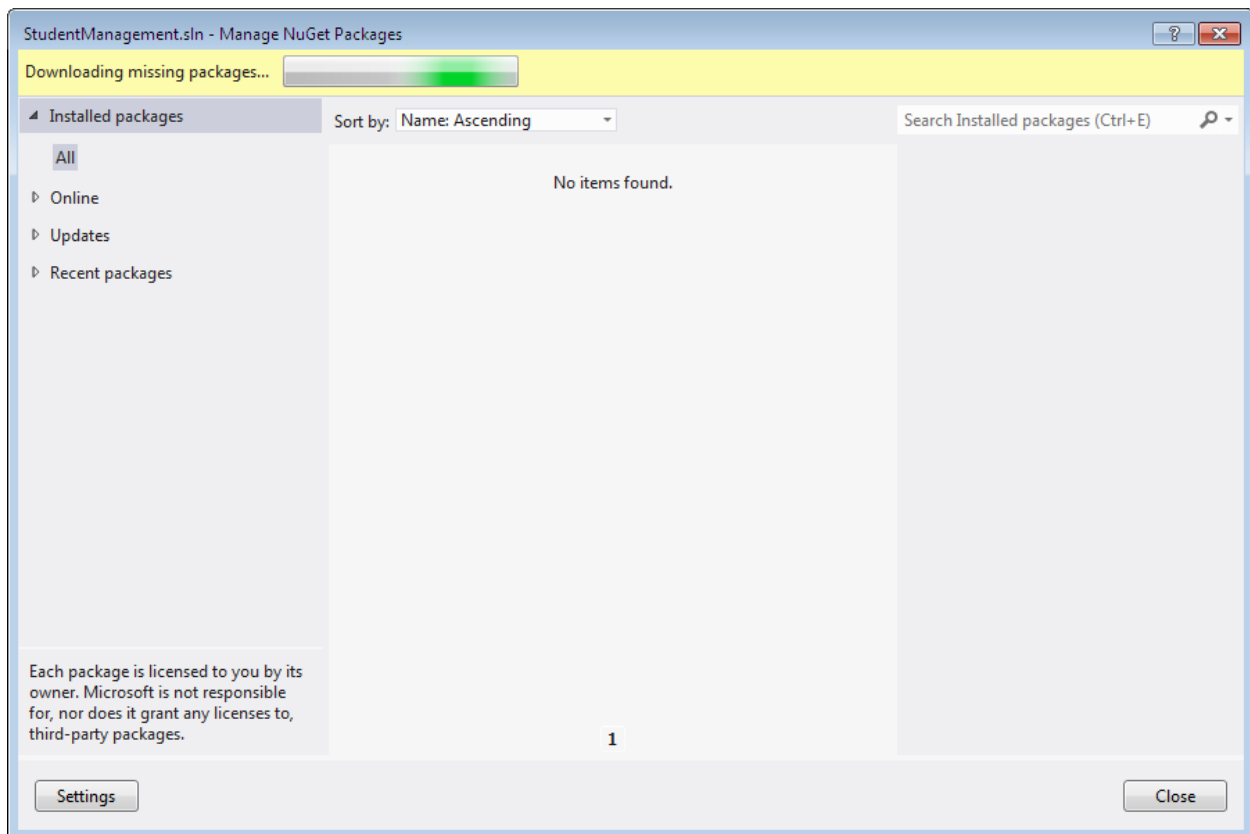 StudentManagement.sln - Manage NuGet Packages
Downloading missing packages...
Installed packages
Sort by: Name: Ascending
Search Installed packages (Ctrl+E)
All
No items found.
Online
Updates
Recent packages
Each package is licensed to you by its
owner. Microsoft is not responsible
for, nor does it grant any licenses to,
third-party packages.
1
Settings
Close